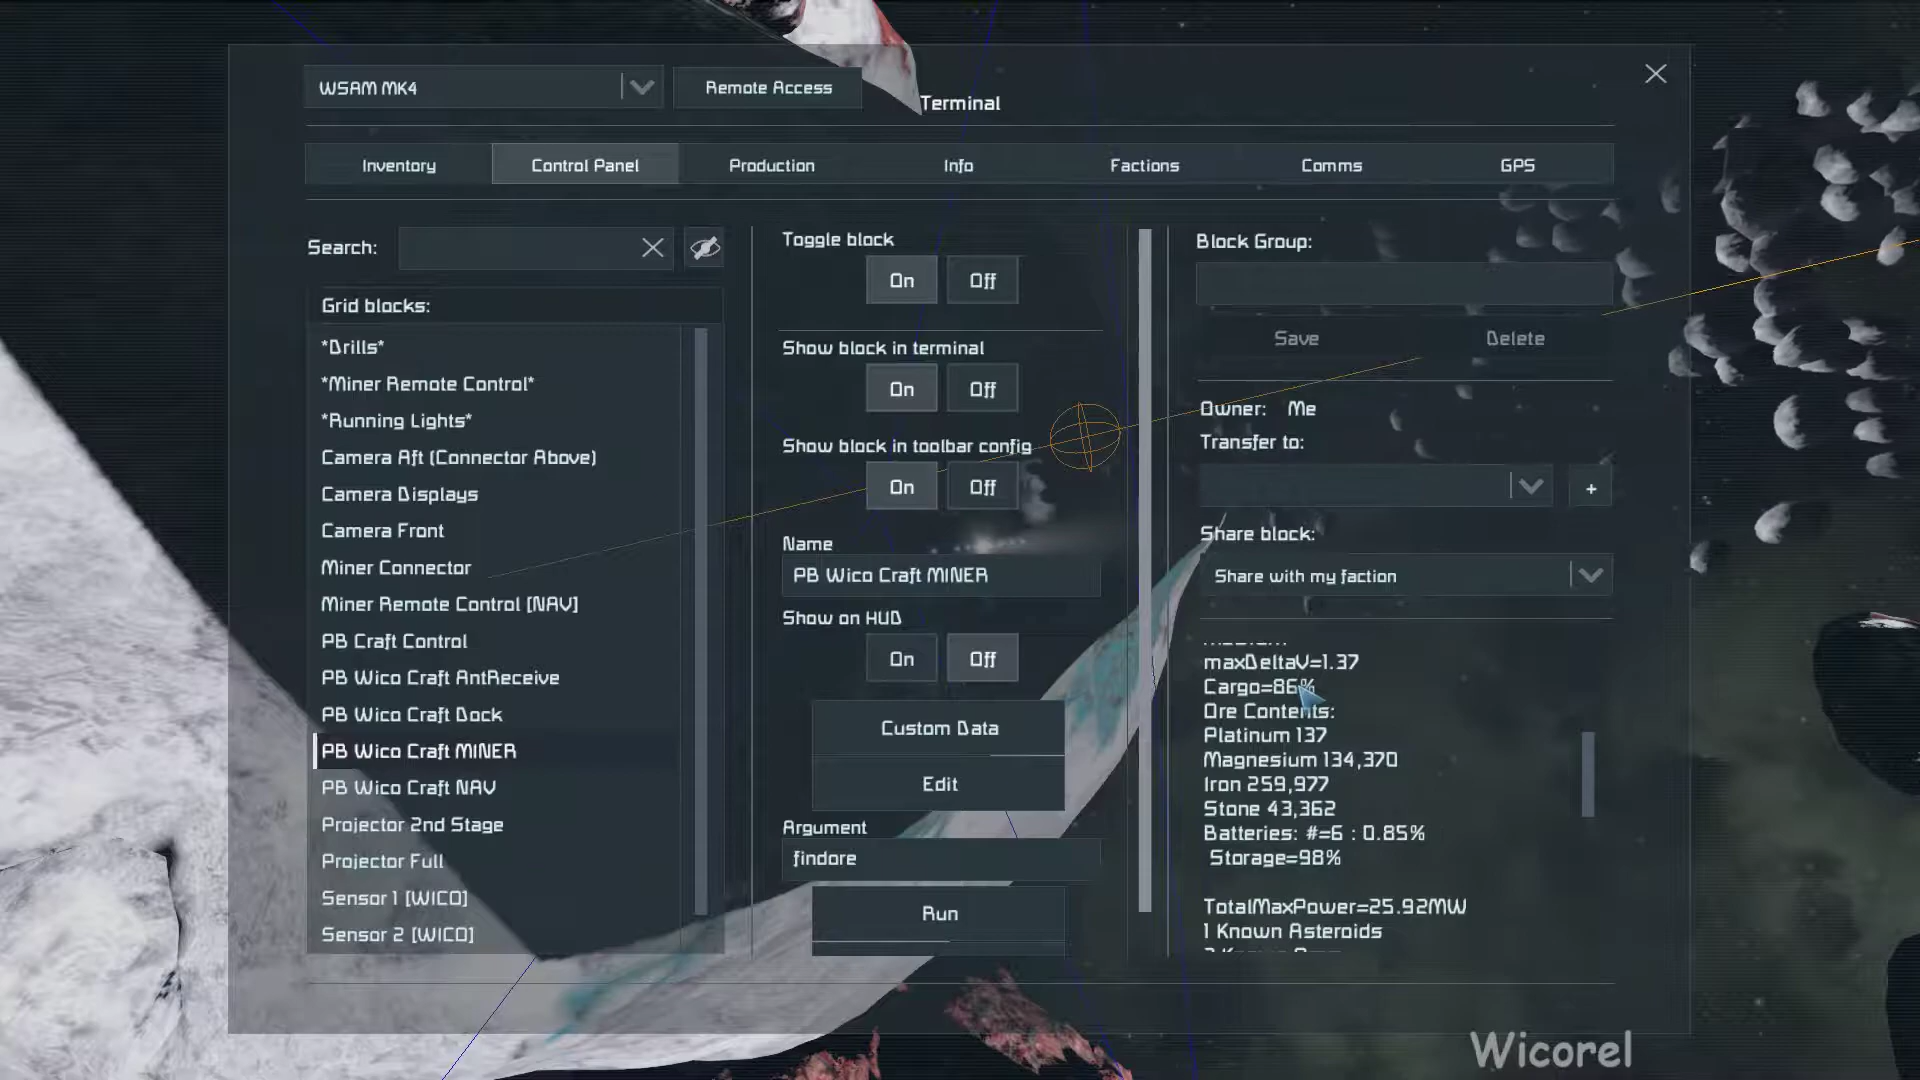 WSAM MK4
Remote Access
Terminal
Inventory
Control Panel
Production
Info
Factions
Comms
GPS
Search:
Grid blocks:
*Drills*
*Miner Remote Control*
*Running Lights*
Camera Aft (Connector Above)
Camera Displays
Camera Front
Miner Connector
Miner Remote Control [NAV]
PB Craft Control
PB Wico Craft AntReceive
PB Wico Craft Dock
PB Wico Craft MINER
PB Wico Craft NAV
Projector 2nd Stage
Projector Full
Sensor 1 [WICO]
Sensor 2 [WICO]
Toggle block
On Off
Show block in terminal
On Off
Show block in toolbar config
On Off
Name
PB Wico Craft MINER
Show on HUD
On Off
Custom Data
Edit
Argument
findore
Run
Block Group:
Save Delete
Owner: Me
Transfer to:
+
Share block:
Share with my faction
maxDeltaV=1.37
Cargo=86%
Ore Contents:
Platinum 137
Magnesium 134,370
Iron 259,977
Stone 43,362
Batteries: #=6 : 0.85%
Storage=98%
TotalMaxPower=25.92MW
1 Known Asteroids
Wicorel